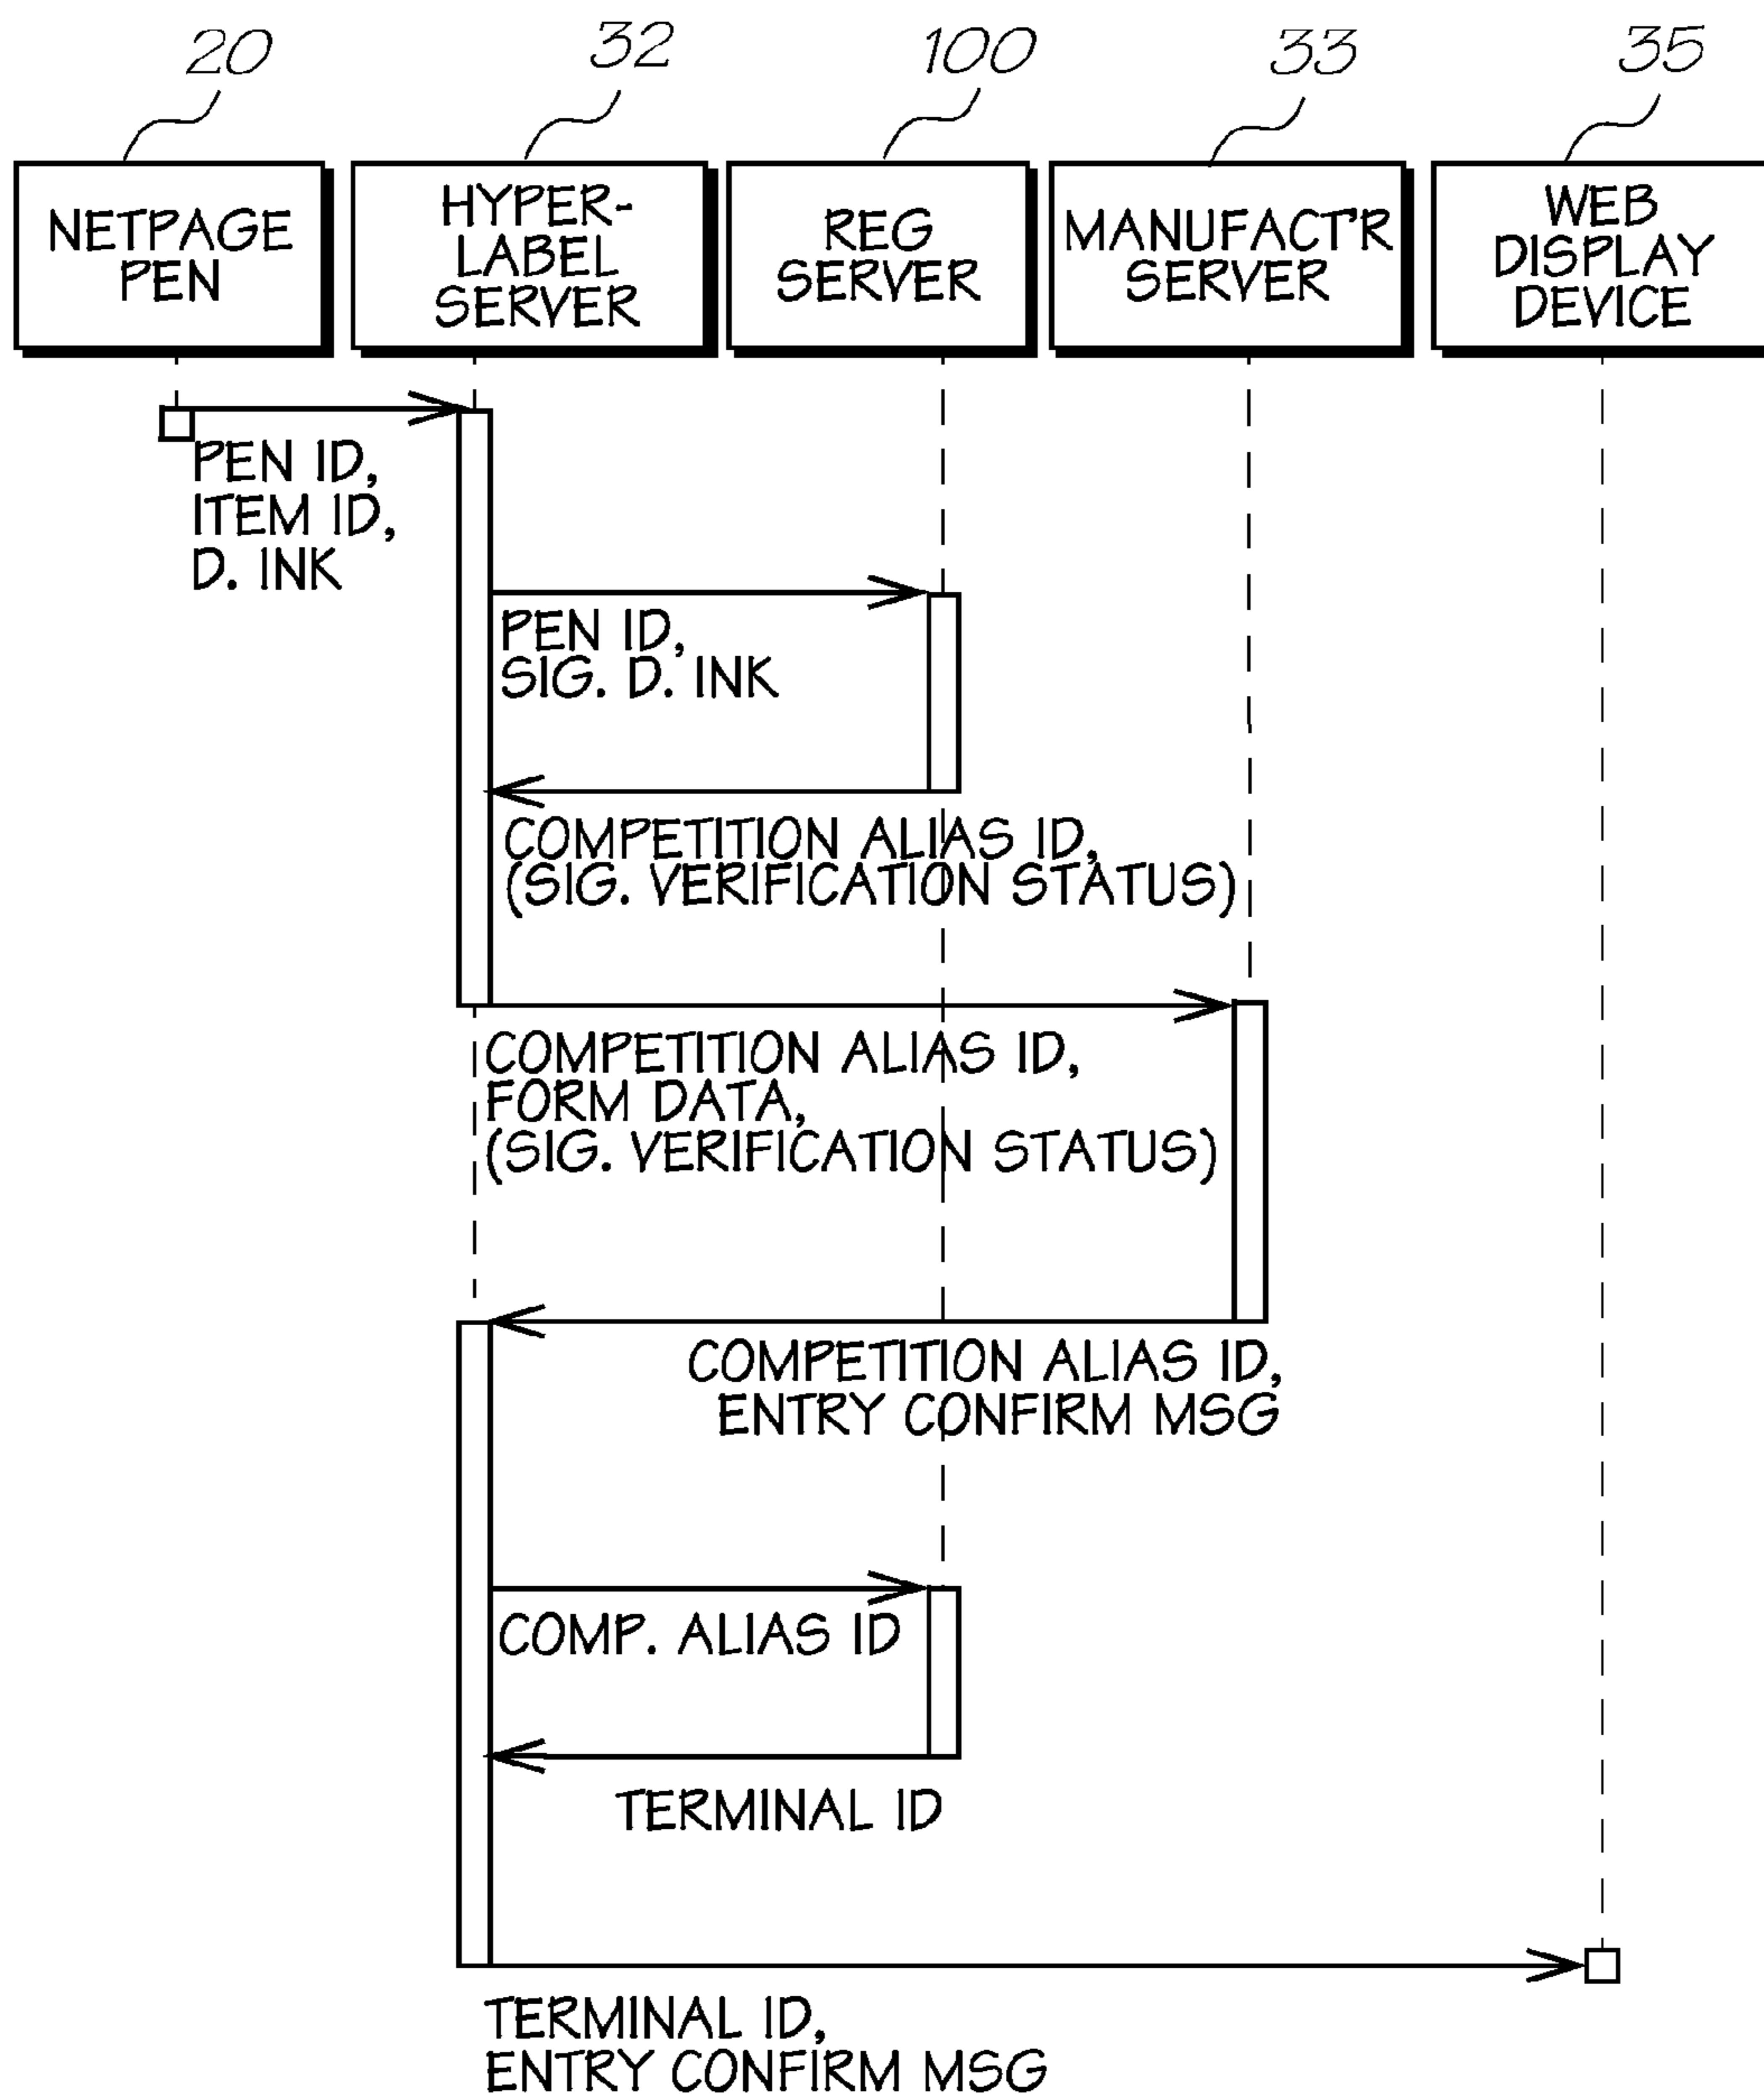 20
32
100
33
35
NETPAGE
PEN
HYPER-
LABEL
SERVER
REG
SERVER
MANUFACT'R
SERVER
WEB
DISPLAY
DEVICE
PEN ID,
ITEM ID,
D. INK
PEN ID,
SIG. D. INK
COMPETITION ALIAS ID,
(SIG. VERIFICATION STATUS)
COMPETITION ALIAS ID,
FORM DATA,
(SIG. VERIFICATION STATUS)
COMPETITION ALIAS ID,
ENTRY CONFIRM MSG
COMP. ALIAS ID
TERMINAL ID
TERMINAL ID,
ENTRY CONFIRM MSG